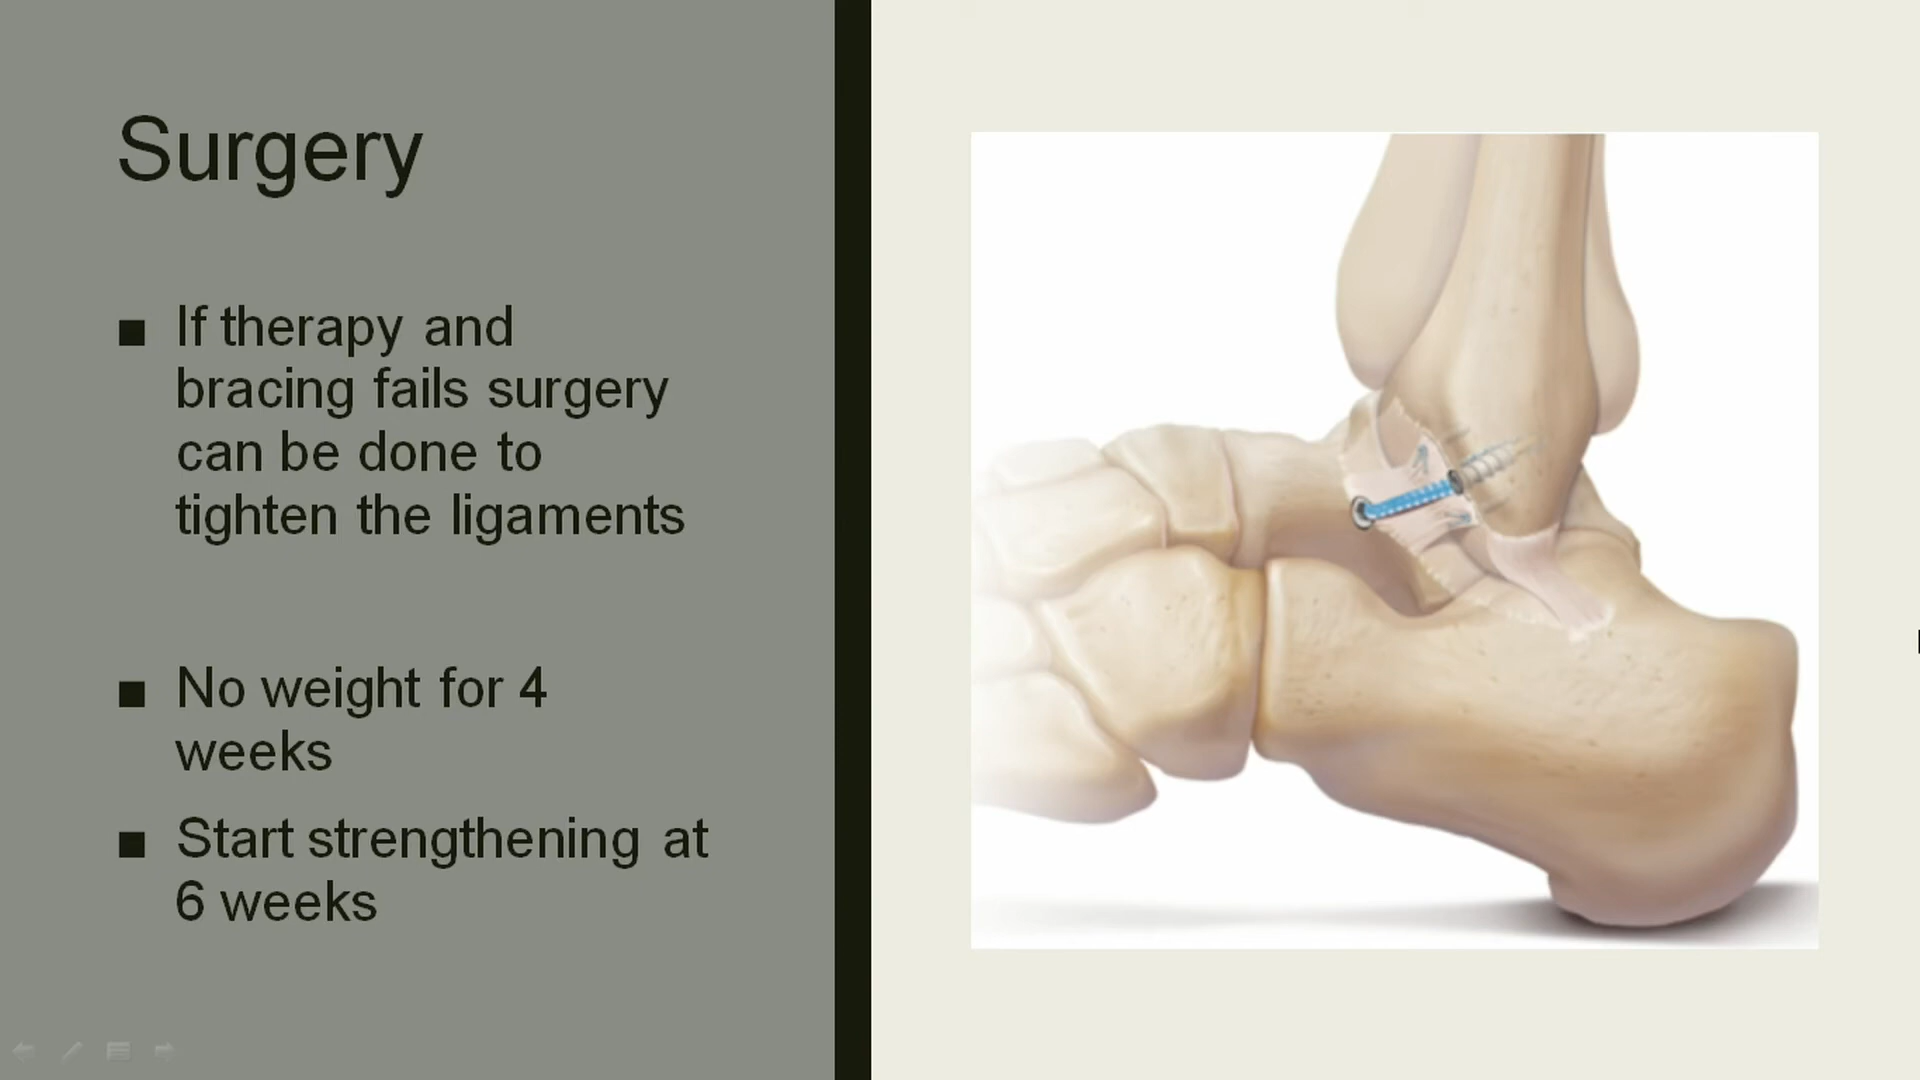 Surgery
■ If therapy and
bracing fails surgery
can be done to
tighten the ligaments
■ No weight for 4
weeks
■ Start strengthening at
6 weeks